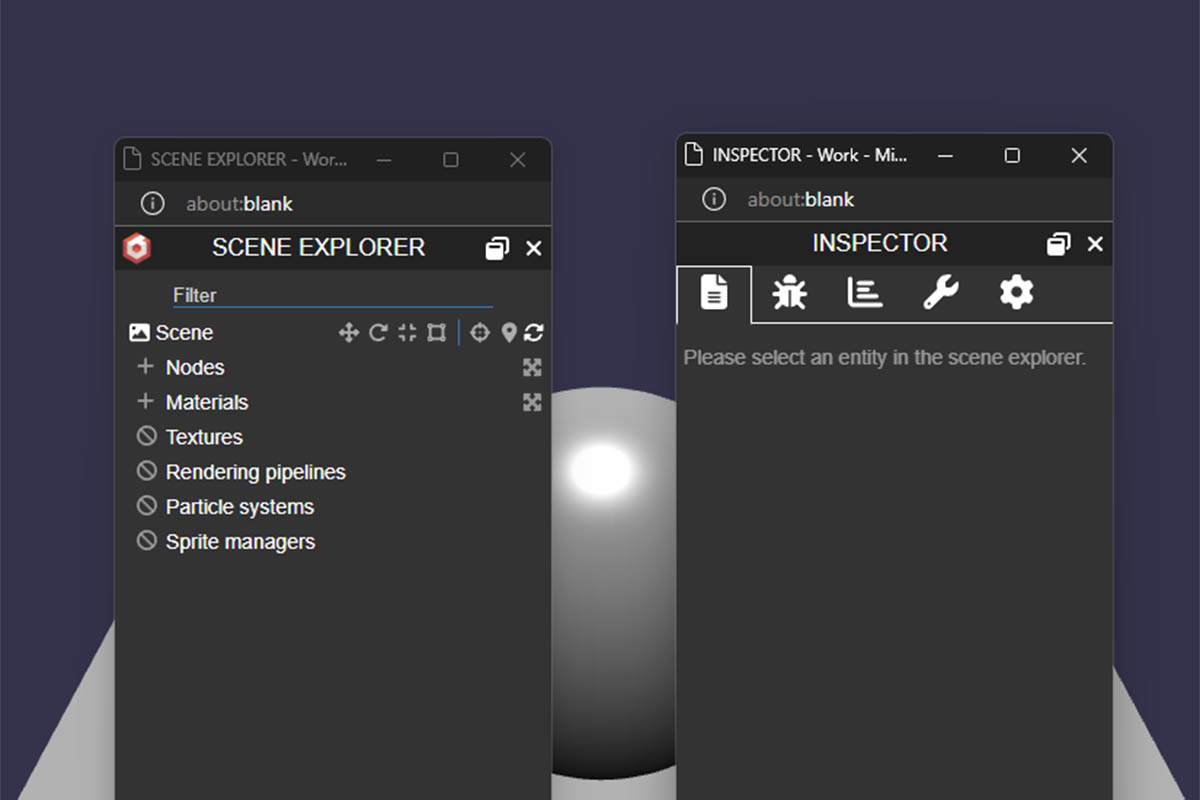 SCENE EXPLORER - Wor...
about:blank
SCENE EXPLORER
Filter
Scene
Nodes
Materials
Textures
Rendering pipelines
Particle systems
Sprite managers
INSPECTOR - Work - Mi...
about:blank
INSPECTOR
Please select an entity in the scene explorer.